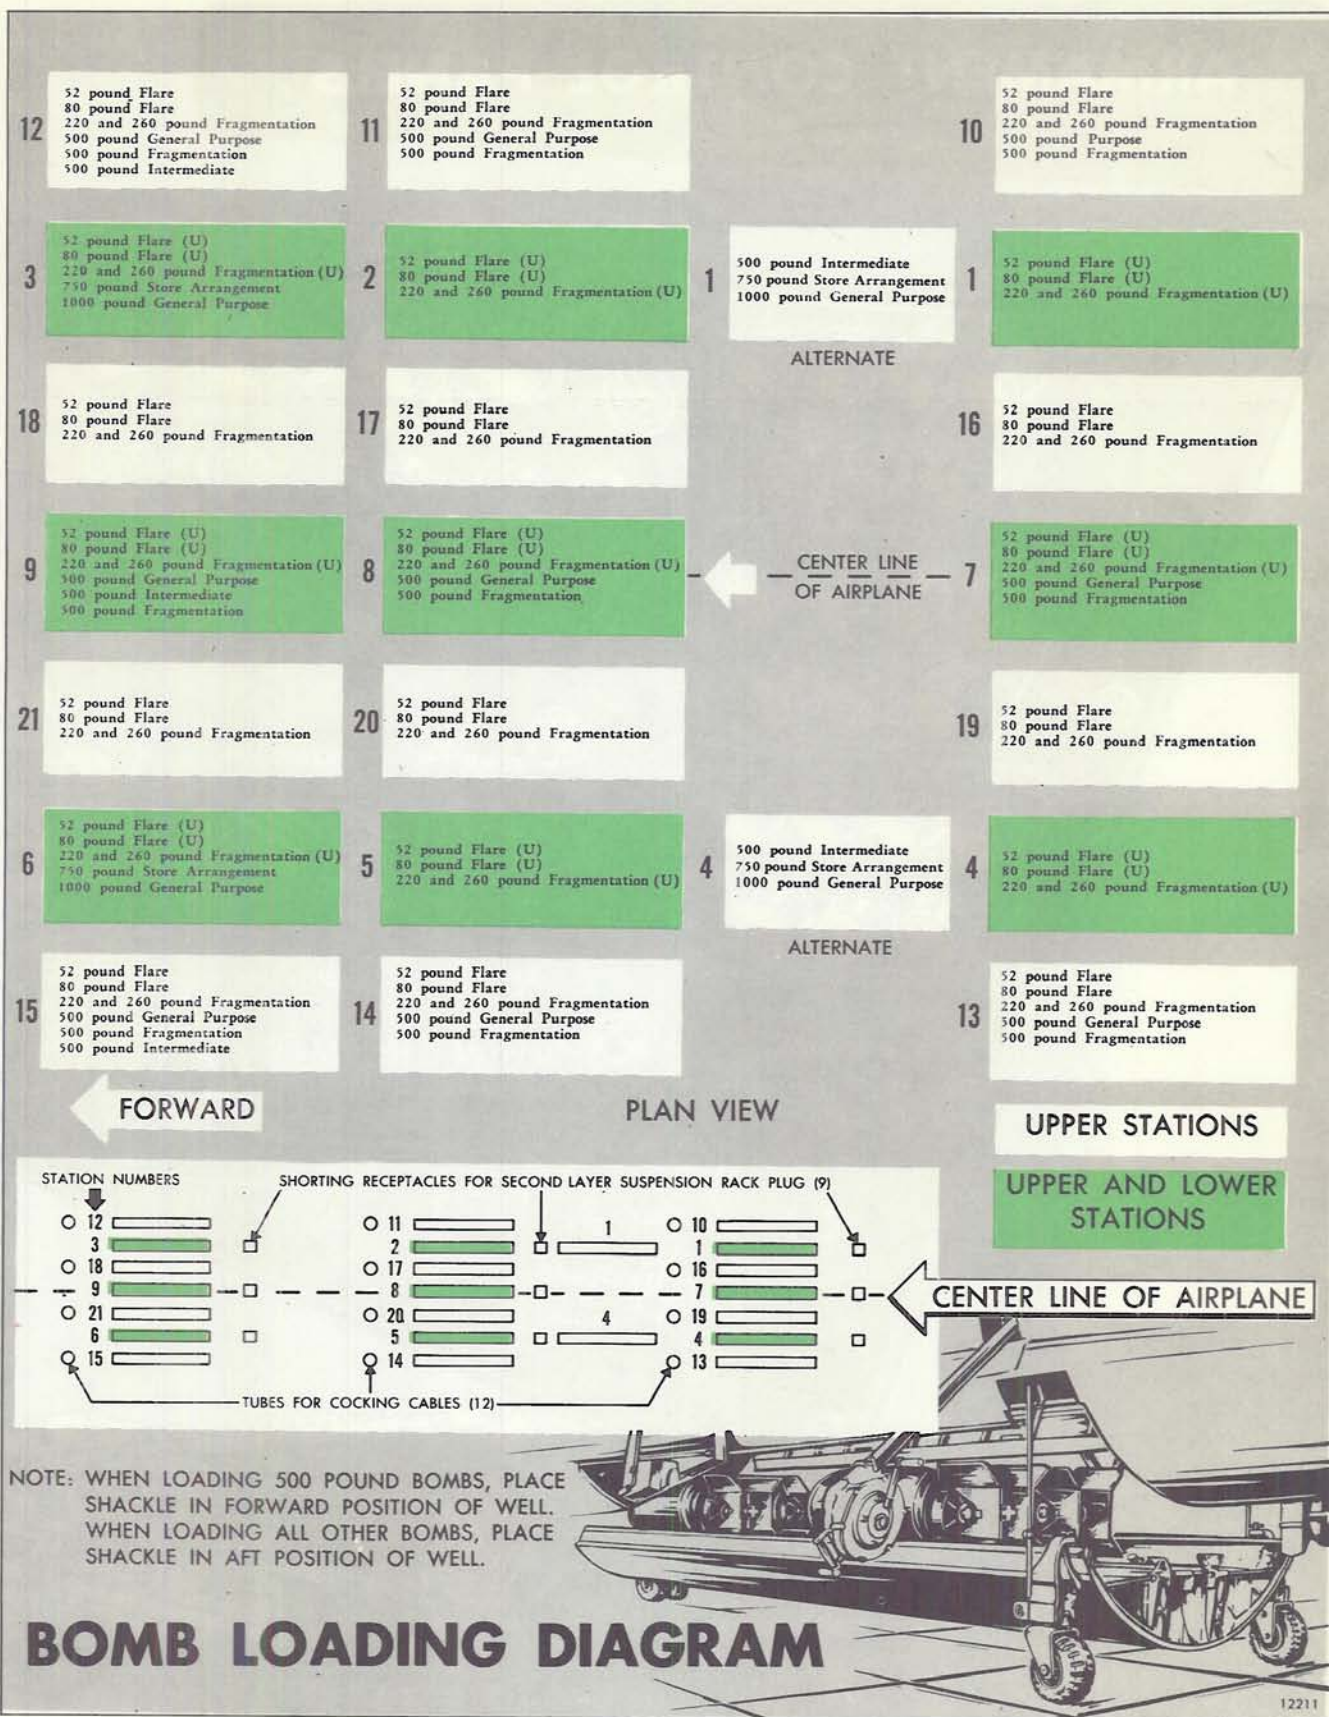 12
52 pound Flare
80 pound Flare
220 and 260 pound Fragmentation
500 pound General Purpose
500 pound Fragmentation
500 pound Intermediate
11
52 pound Flare
80 pound Flare
220 and 260 pound Fragmentation
500 pound General Purpose
500 pound Fragmentation
10
52 pound Flare
80 pound Flare
220 and 260 pound Fragmentation
500 pound Purpose
500 pound Fragmentation
3
52 pound Flare (U)
80 pound Flare (U)
220 and 260 pound Fragmentation (U)
750 pound Store Arrangement
1000 pound General Purpose
2
52 pound Flare (U)
80 pound Flare (U)
220 and 260 pound Fragmentation (U)
1
500 pound Intermediate
750 pound Store Arrangement
1000 pound General Purpose
ALTERNATE
1
52 pound Flare (U)
80 pound Flare (U)
220 and 260 pound Fragmentation (U)
18
52 pound Flare
80 pound Flare
220 and 260 pound Fragmentation
17
52 pound Flare
80 pound Flare
220 and 260 pound Fragmentation
16
52 pound Flare
80 pound Flare
220 and 260 pound Fragmentation
9
52 pound Flare (U)
80 pound Flare (U)
220 and 260 pound Fragmentation (U)
500 pound General Purpose
500 pound Intermediate
500 pound Fragmentation
8
52 pound Flare (U)
80 pound Flare (U)
220 and 260 pound Fragmentation (U)
500 pound General Purpose
500 pound Fragmentation
CENTER LINE
OF AIRPLANE
7
52 pound Flare (U)
80 pound Flare (U)
220 and 260 pound Fragmentation (U)
500 pound General Purpose
500 pound Fragmentation
21
52 pound Flare
80 pound Flare
220 and 260 pound Fragmentation
20
52 pound Flare
80 pound Flare
220 and 260 pound Fragmentation
19
52 pound Flare
80 pound Flare
220 and 260 pound Fragmentation
6
52 pound Flare (U)
80 pound Flare (U)
220 and 260 pound Fragmentation (U)
750 pound Store Arrangement
1000 pound General Purpose
5
52 pound Flare (U)
80 pound Flare (U)
220 and 260 pound Fragmentation (U)
4
500 pound Intermediate
750 pound Store Arrangement
1000 pound General Purpose
ALTERNATE
4
52 pound Flare (U)
80 pound Flare (U)
220 and 260 pound Fragmentation (U)
15
52 pound Flare
80 pound Flare
220 and 260 pound Fragmentation
500 pound General Purpose
500 pound Fragmentation
500 pound Intermediate
14
52 pound Flare
80 pound Flare
220 and 260 pound Fragmentation
500 pound General Purpose
500 pound Fragmentation
13
52 pound Flare
80 pound Flare
220 and 260 pound Fragmentation
500 pound General Purpose
500 pound Fragmentation
FORWARD
PLAN VIEW
UPPER STATIONS
UPPER AND LOWER
STATIONS
STATION NUMBERS
SHORTING RECEPTACLES FOR SECOND LAYER SUSPENSION RACK PLUG (9)
12 11 1 10
3 2 1
18 17 16
9 8 7
CENTER LINE OF AIRPLANE
21 20 4 19
6 5 4
15 14 13
TUBES FOR COCKING CABLES (12)
NOTE: WHEN LOADING 500 POUND BOMBS, PLACE
SHACKLE IN FORWARD POSITION OF WELL.
WHEN LOADING ALL OTHER BOMBS, PLACE
SHACKLE IN AFT POSITION OF WELL.
BOMB LOADING DIAGRAM
12211